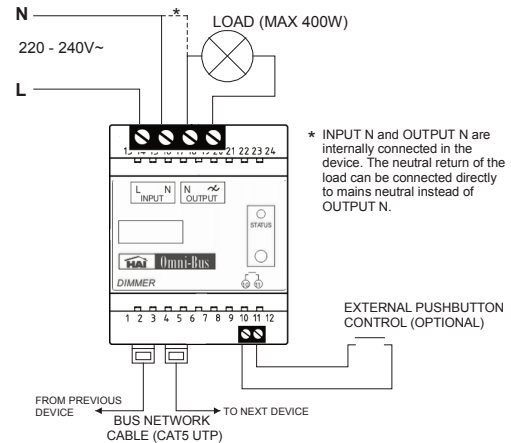 N
*
LOAD (MAX 400W)
220 - 240V~
L
* INPUT N and OUTPUT N are
internally connected in the
device. The neutral return of the
load can be connected directly
to mains neutral instead of
OUTPUT N.
13 14 15 16 17 18 19 20 21 22 23 24
L N N
INPUT OUTPUT
STATUS
HAI Omni-Bus
DIMMER
10 11
1 2 3 4 5 6 7 8 9 10 11 12
EXTERNAL PUSHBUTTON
CONTROL (OPTIONAL)
FROM PREVIOUS
DEVICE
TO NEXT DEVICE
BUS NETWORK
CABLE (CAT5 UTP)